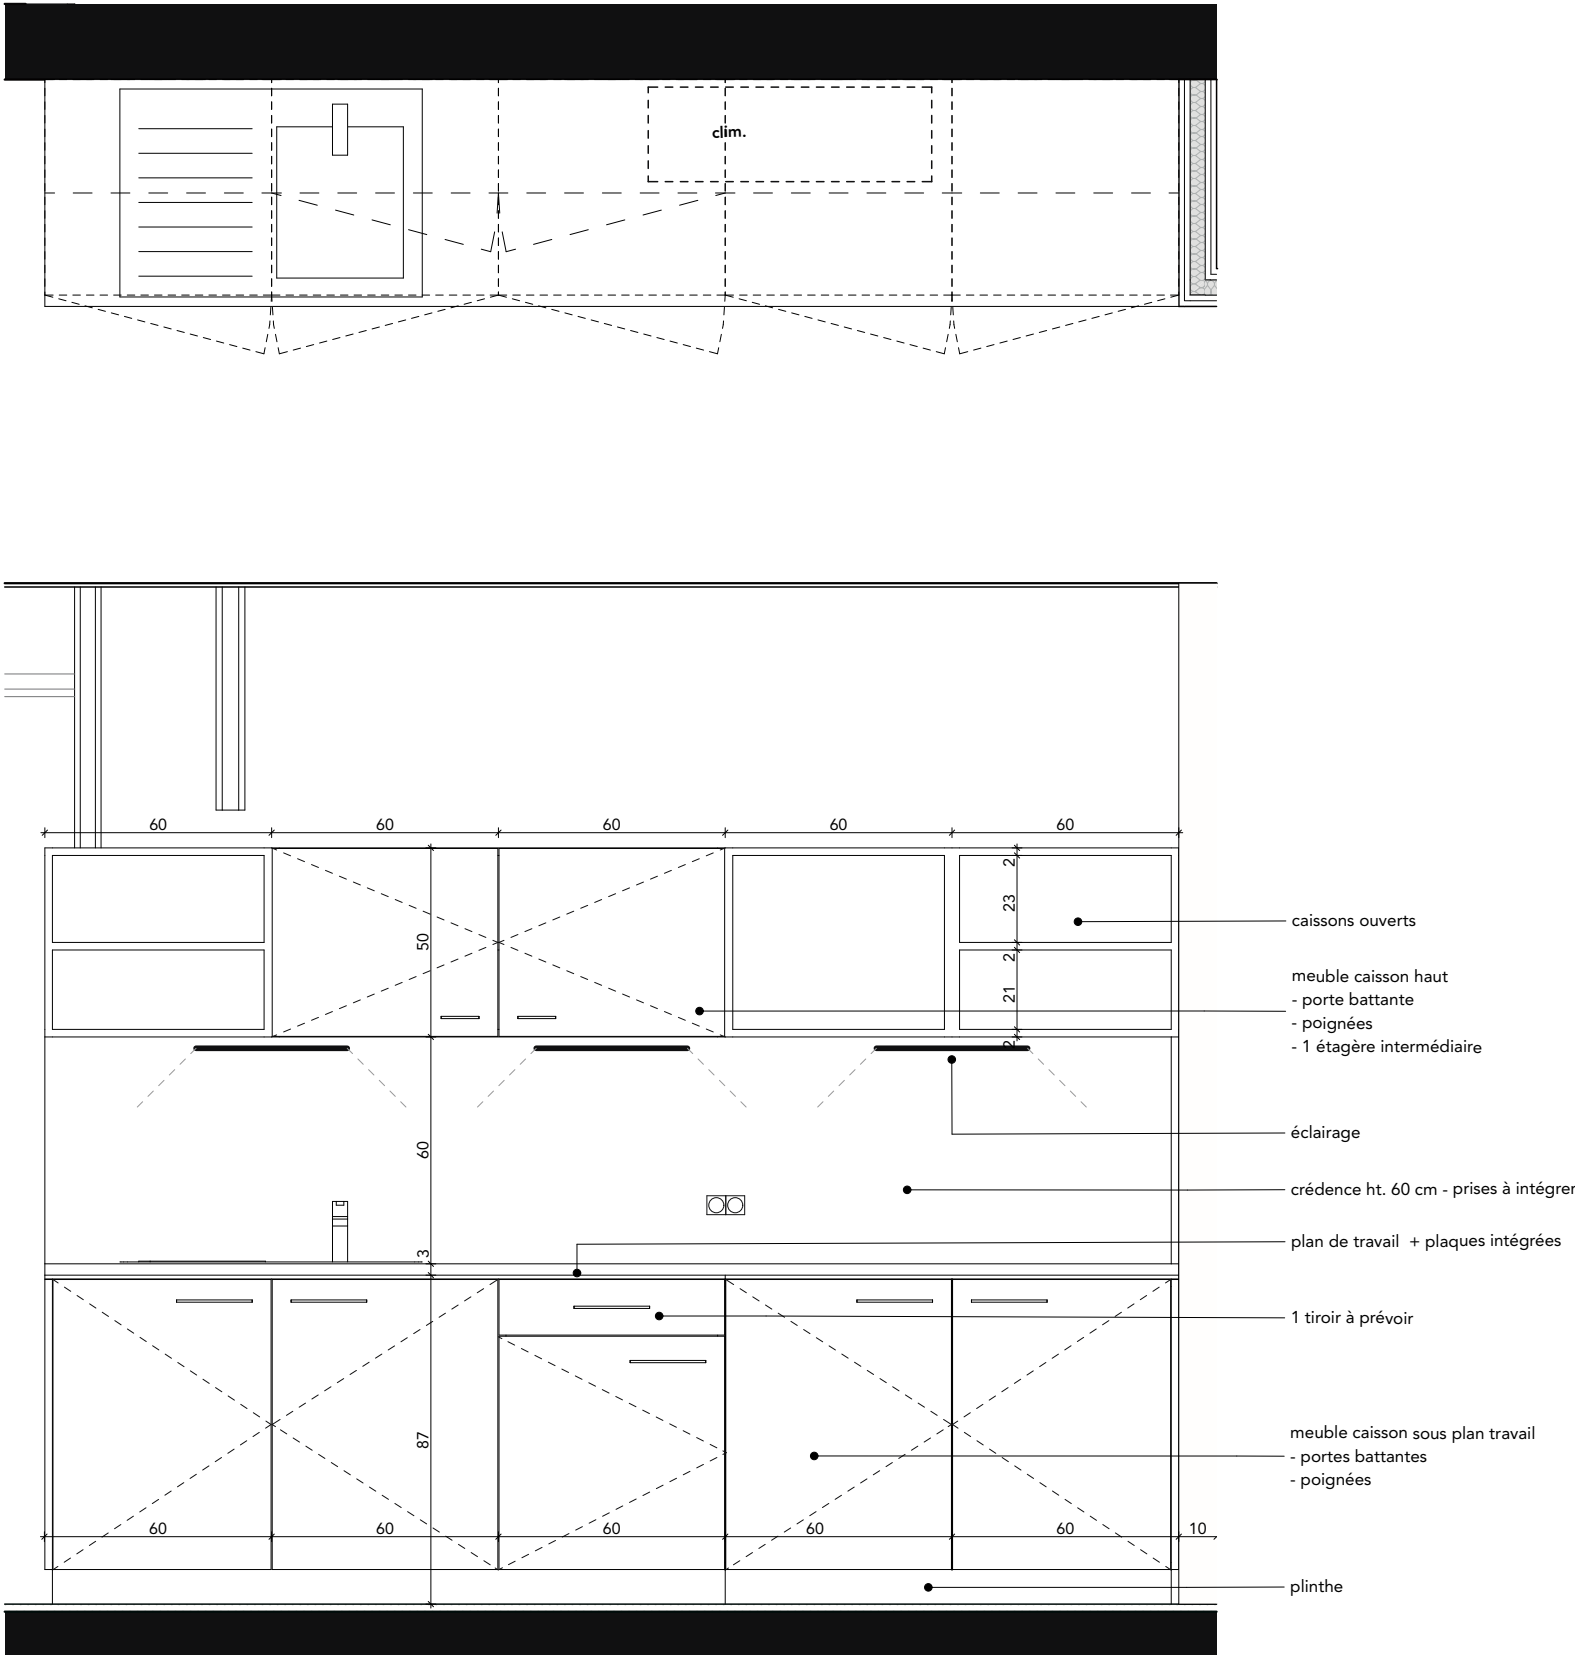 clim.
60 60 60 60 60
2
23
50
2
21
2
60
3
87
60 60 60 60 60 10
caissons ouverts
meuble caisson haut
- porte battante
- poignées
- 1 étagère intermédiaire
éclairage
crédence ht. 60 cm - prises à intégrer
plan de travail + plaques intégrées
1 tiroir à prévoir
meuble caisson sous plan travail
- portes battantes
- poignées
plinthe